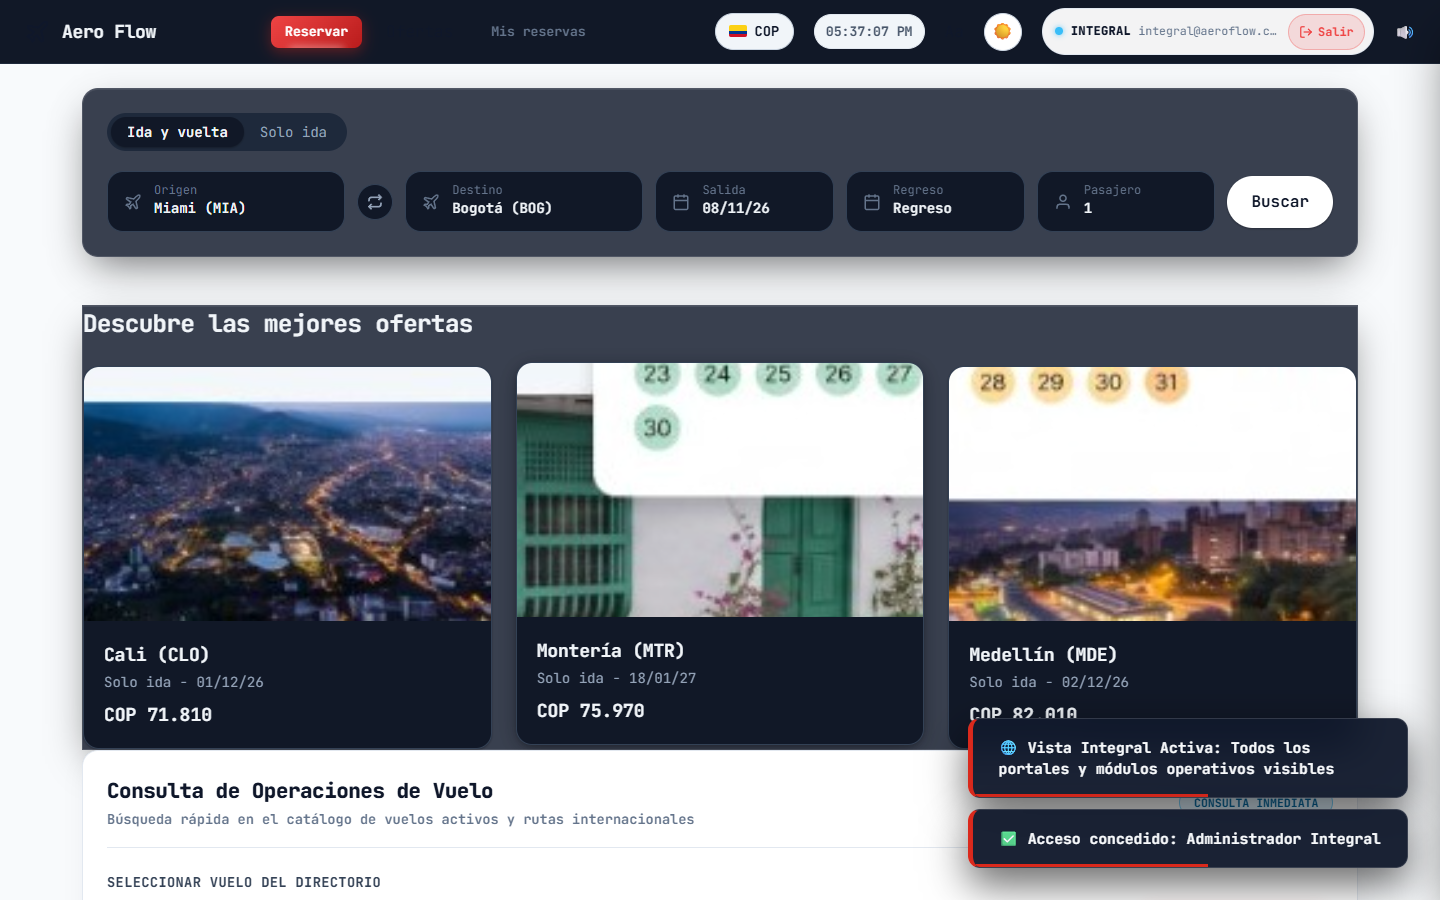 Aero Flow
Reservar
Mis reservas
COP
05:37:07 PM
INTEGRAL integral@aeroflow.c…
Salir
Ida y vuelta
Solo ida
Origen
Miami (MIA)
Destino
Bogotá (BOG)
Salida
08/11/26
Regreso
Regreso
Pasajero
1
Buscar
Descubre las mejores ofertas
23 24 25 26 27
30
28 29 30 31
Cali (CLO)
Solo ida - 01/12/26
COP 71.810
Montería (MTR)
Solo ida - 18/01/27
COP 75.970
Medellín (MDE)
Solo ida - 02/12/26
COP 82.010
Vista Integral Activa: Todos los
portales y módulos operativos visibles
Consulta de Operaciones de Vuelo
Búsqueda rápida en el catálogo de vuelos activos y rutas internacionales
CONSULTA INMEDIATA
Acceso concedido: Administrador Integral
SELECCIONAR VUELO DEL DIRECTORIO